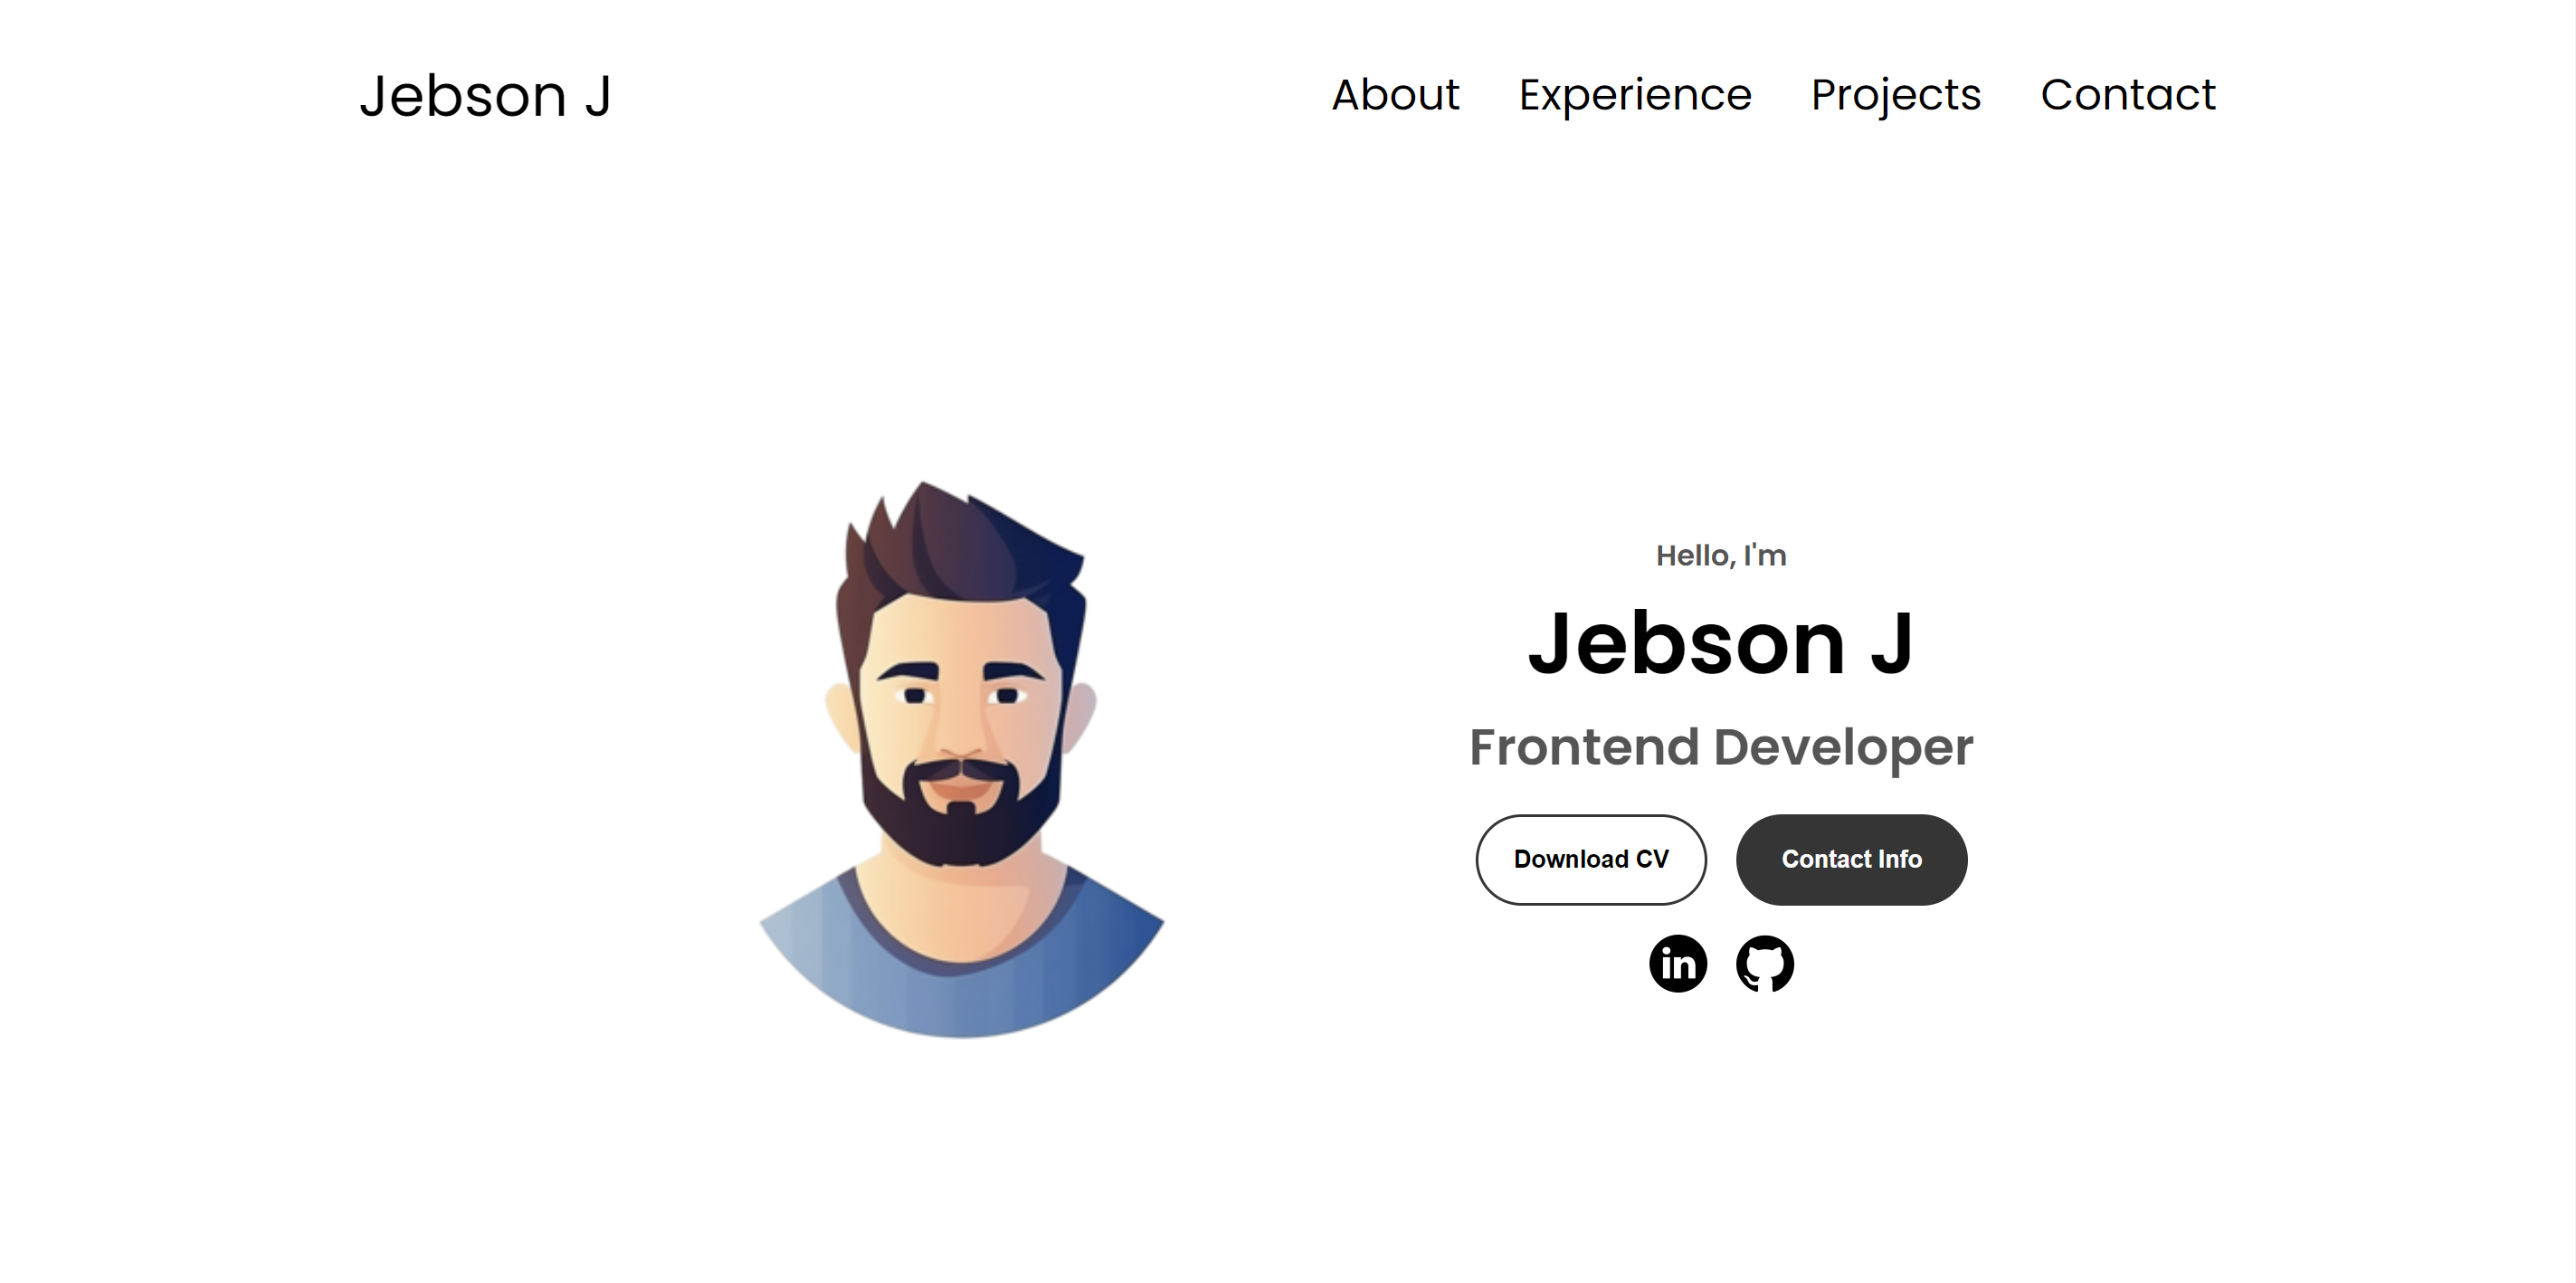 Jebson J
About Experience Projects Contact
Hello, I'm
Jebson J
Frontend Developer
Download CV
Contact Info
in